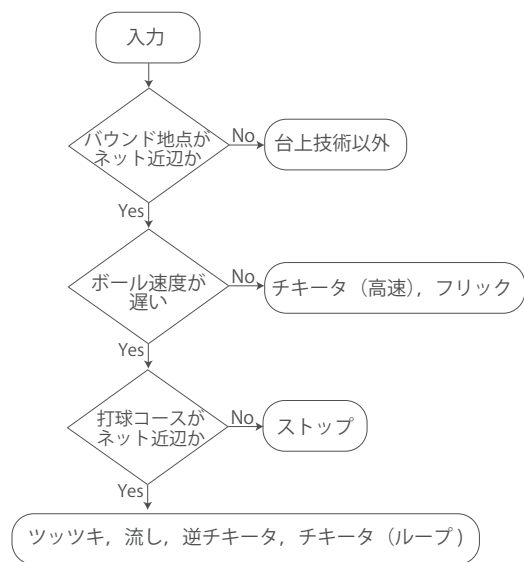 入力
バウンド地点が
ネット近辺か
No
台上技術以外
Yes
ボール速度が
遅い
No
チキータ（高速），フリック
Yes
打球コースが
ネット近辺か
No
ストップ
Yes
ツッツキ，流し，逆チキータ，チキータ（ループ）